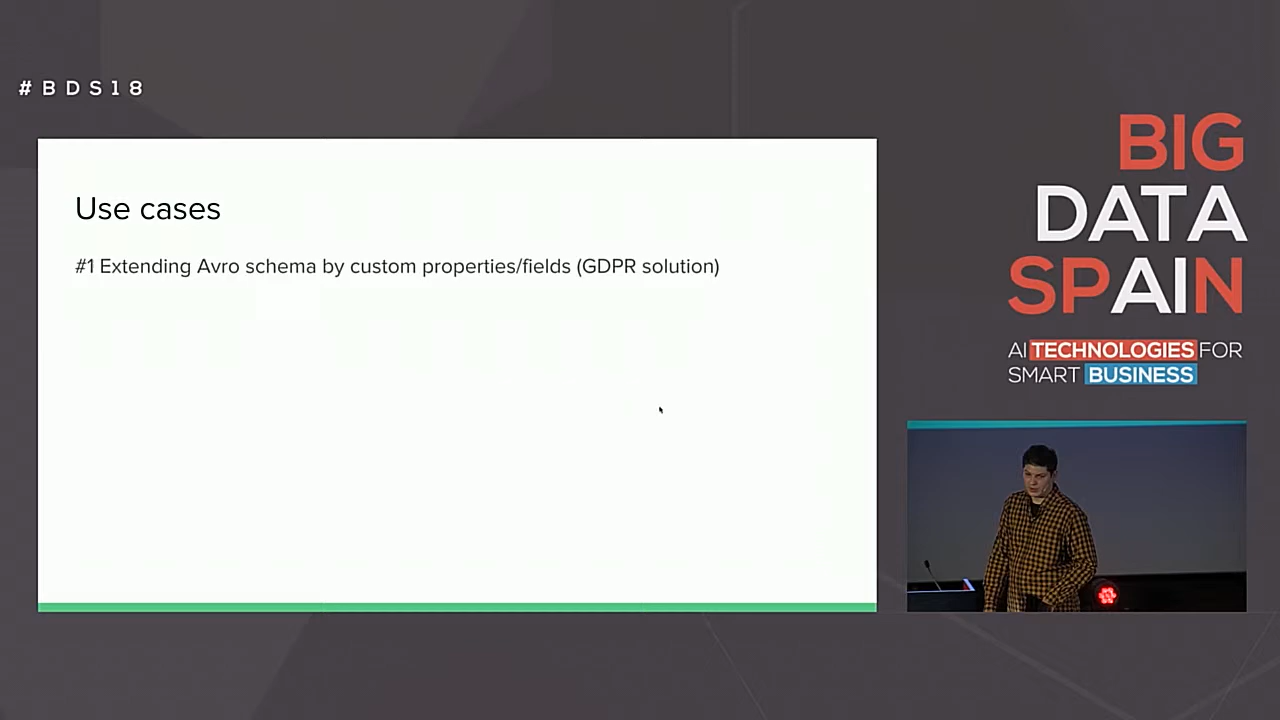 #BDS18
Use cases
#1 Extending Avro schema by custom properties/fields (GDPR solution)
BIG
DATA
SPAIN
AI TECHNOLOGIES FOR
SMART BUSINESS